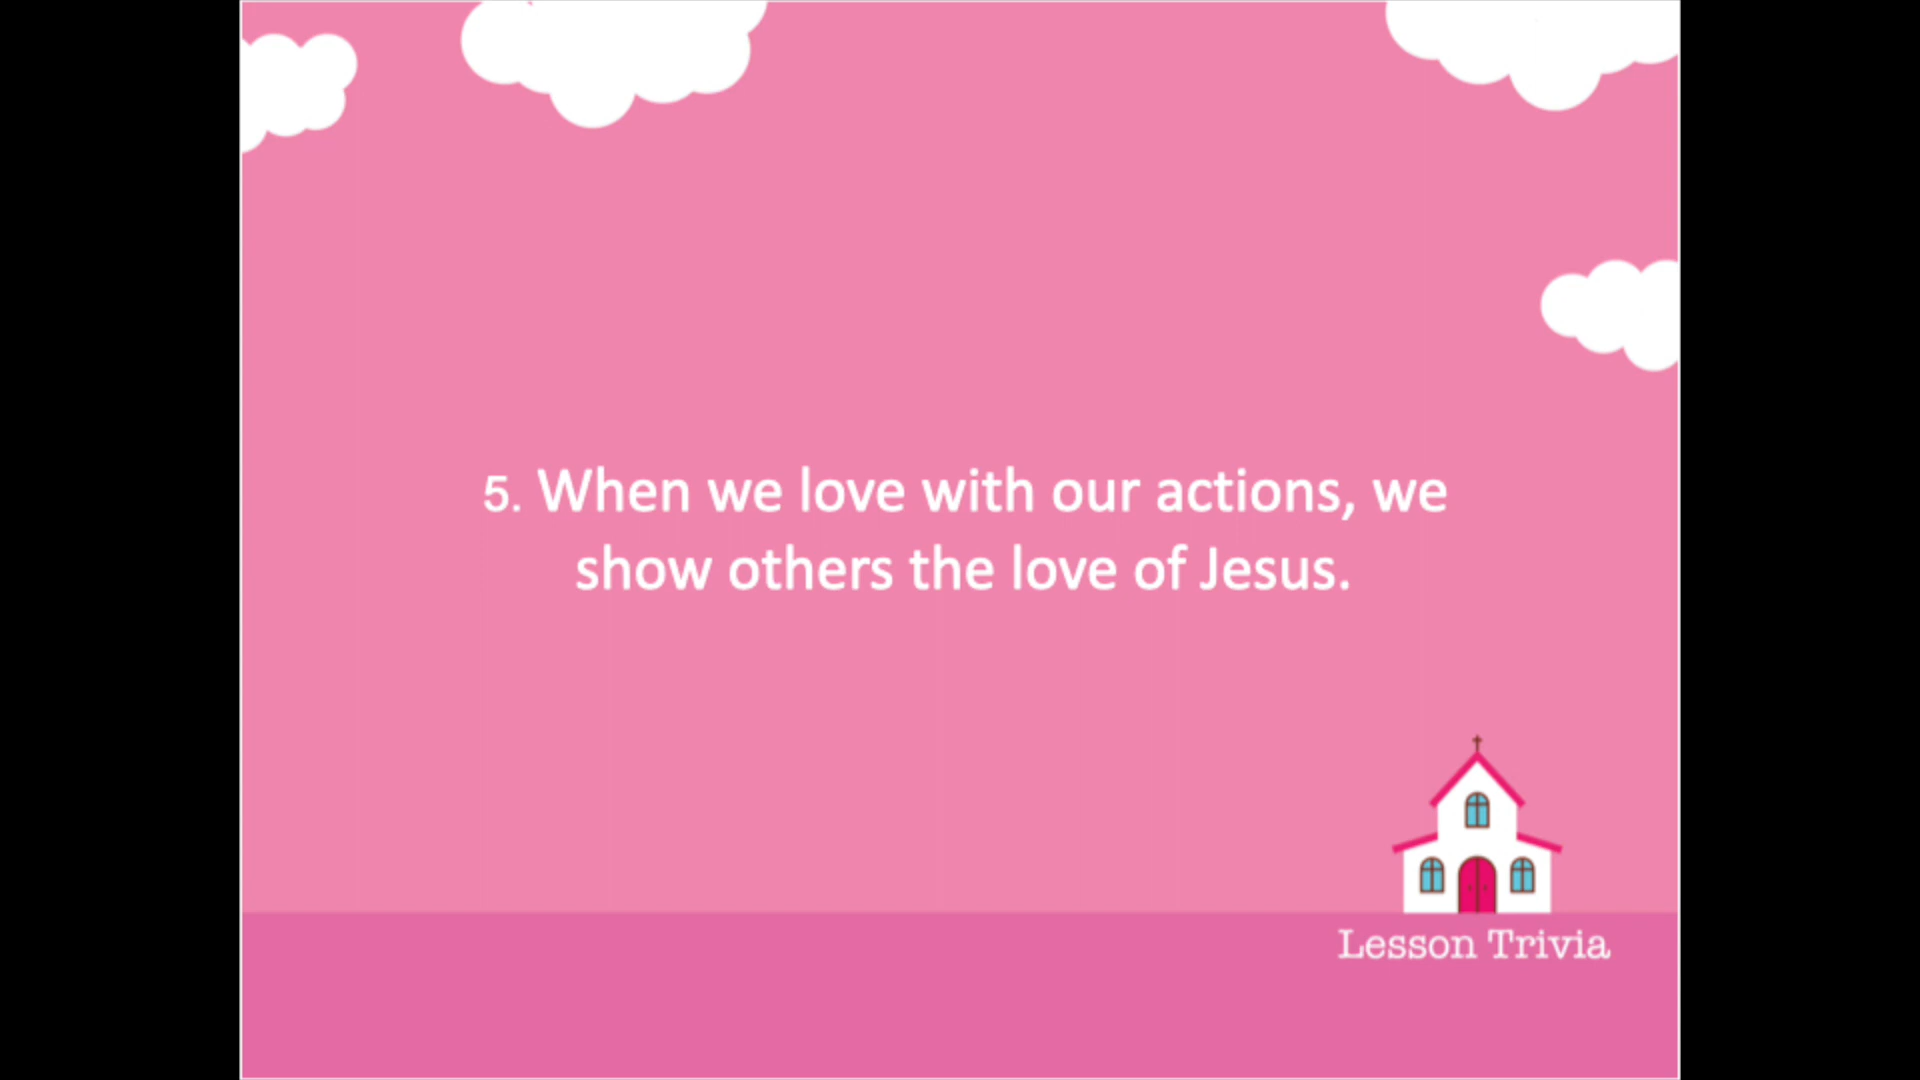 5. When we love with our actions, we
show others the love of Jesus.
Lesson Trivia